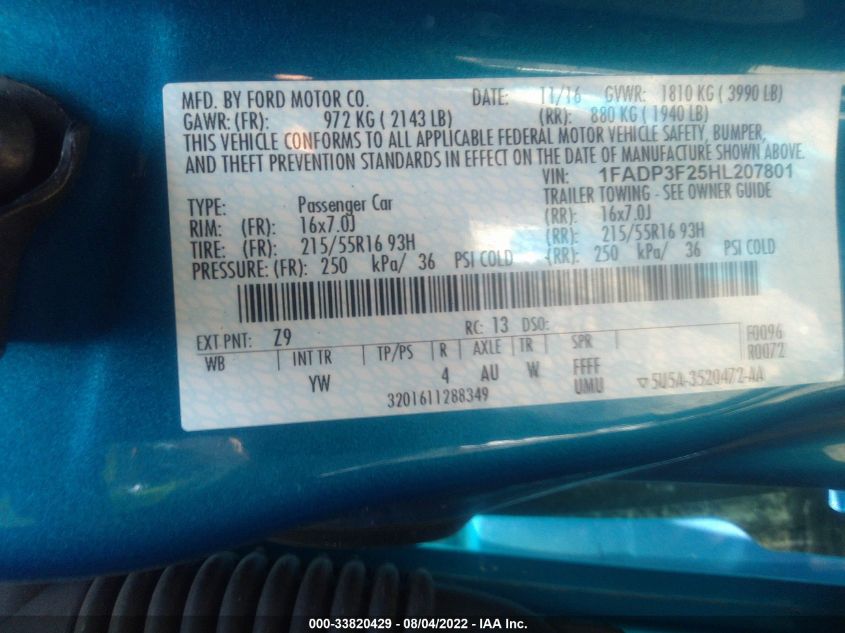 MFD. BY FORD MOTOR CO. DATE: 11/16 GVWR: 1810 KG ( 3990 LB)
GAWR: (FR): 972 KG ( 2143 LB) (RR): 880 KG ( 1940 LB)
THIS VEHICLE CONFORMS TO ALL APPLICABLE FEDERAL MOTOR VEHICLE SAFETY, BUMPER,
AND THEFT PREVENTION STANDARDS IN EFFECT ON THE DATE OF MANUFACTURE SHOWN ABOVE.
VIN: 1FADP3F25HL207801
TYPE: Passenger Car TRAILER TOWING - SEE OWNER GUIDE
RIM: (FR): 16x7.0J (RR): 16x7.0J
TIRE: (FR): 215/55R16 93H (RR): 215/55R16 93H
PRESSURE: (FR): 250 kPa/ 36 PSI COLD (RR): 250 kPa/ 36 PSI COLD
EXT PNT: Z9 RC: 13 DSO: F0096
WB INT TR TP/PS R AXLE TR SPR R0072
YW 4 AU W FFFF
UMU
3201611288349 5U5A-3520472-AA
000-33820429 - 08/04/2022 - IAA Inc.